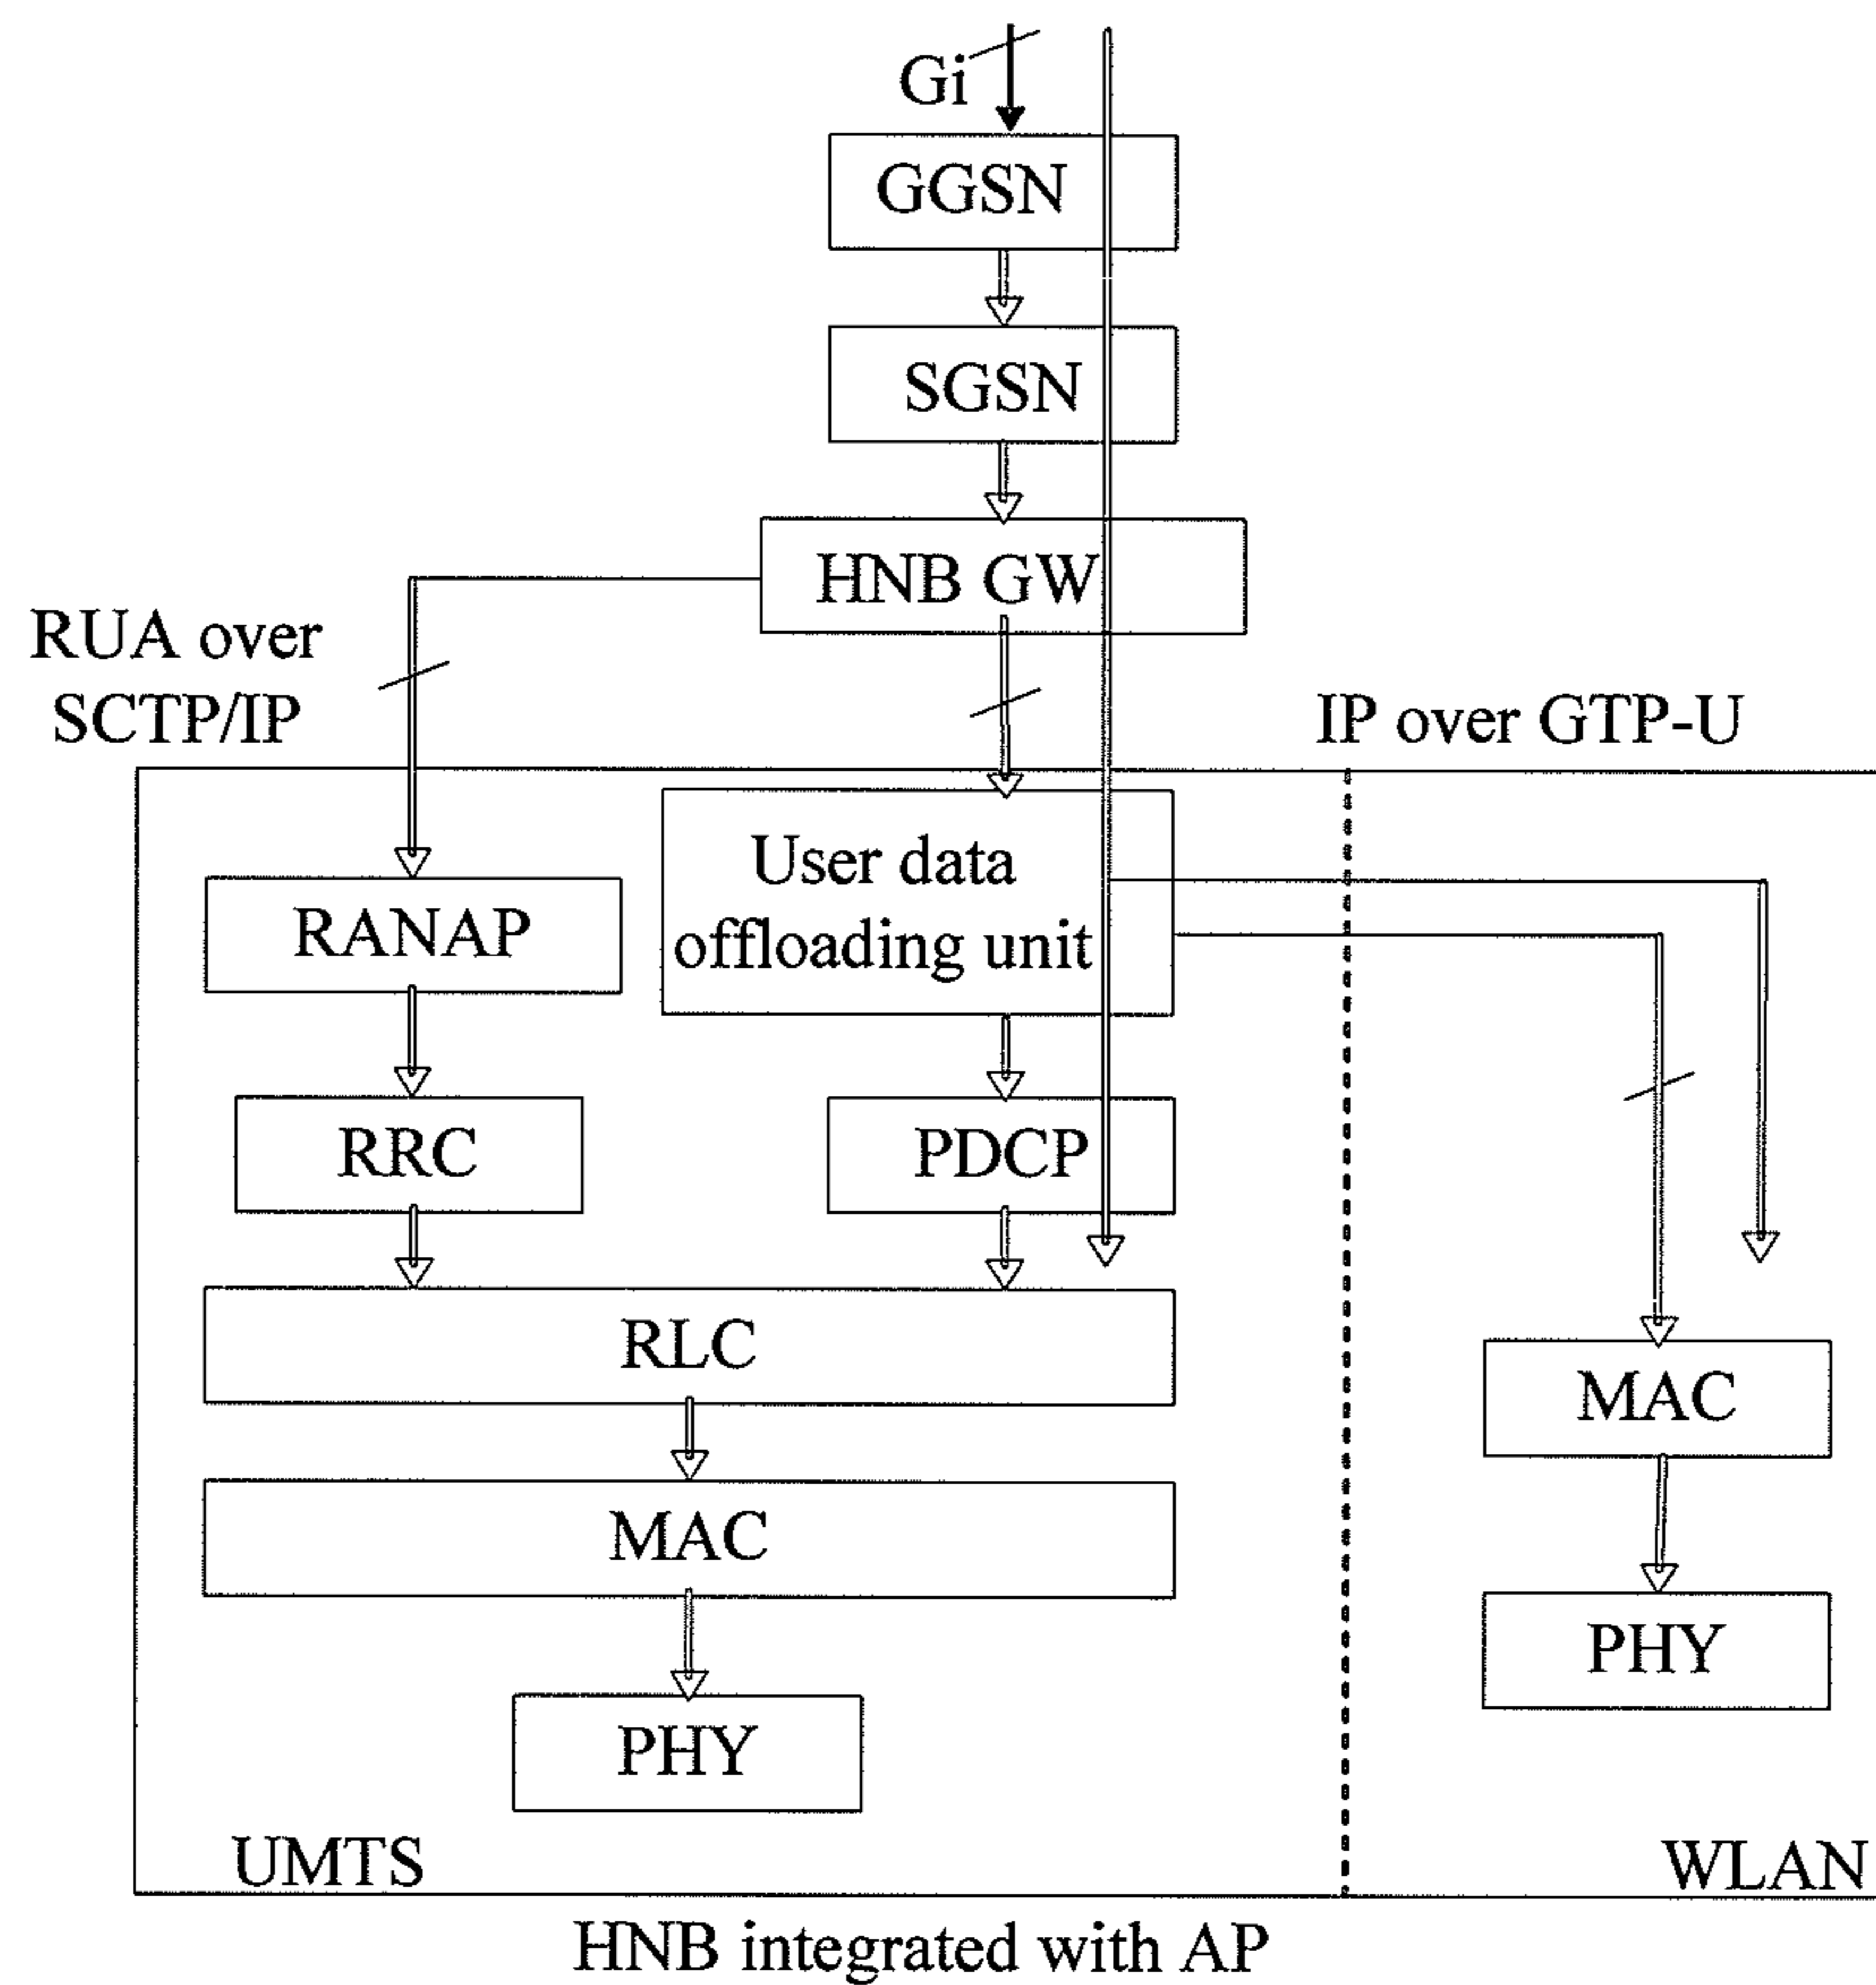 Gi
GGSN
SGSN
HNB GW
RUA over
SCTP/IP
IP over GTP-U
User data
offloading unit
RANAP
RRC
PDCP
RLC
MAC
MAC
PHY
PHY
UMTS
WLAN
HNB integrated with AP